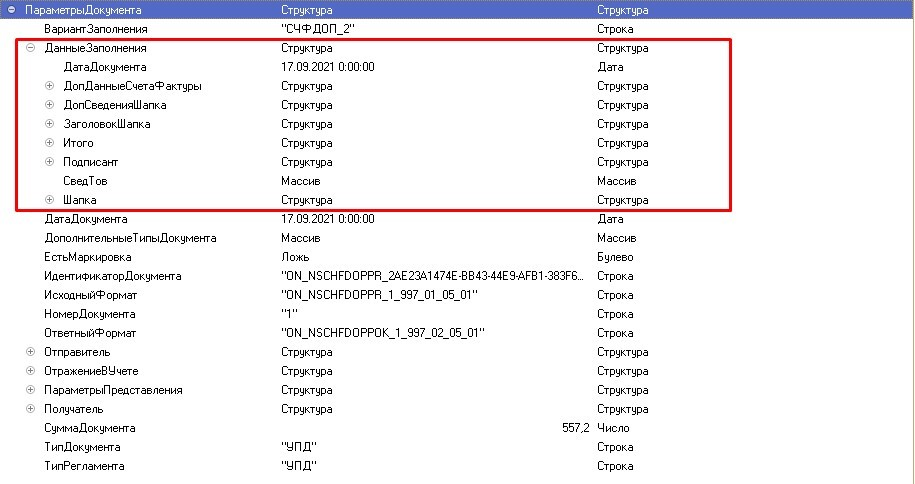 ПараметрыДокумента Структура Структура
ВариантЗаполнения "СЧФДОП_2" Строка
ДанныеЗаполнения Структура Структура
ДатаДокумента 17.09.2021 0:00:00 Дата
ДопДанныеСчетаФактуры Структура Структура
ДопСведенияШапка Структура Структура
ЗаголовокШапка Структура Структура
Итого Структура Структура
Подписант Структура Структура
СведТов Массив Массив
Шапка Структура Структура
ДатаДокумента 17.09.2021 0:00:00 Дата
ДополнительныеТипыДокумента Массив Массив
ЕстьМаркировка Ложь Булево
ИдентификаторДокумента "ON_NSCHFDOPPR_2AE23A1474E-BB43-44E9-AFB1-383F6... Строка
ИсходныйФормат "ON_NSCHFDOPPR_1_997_01_05_01" Строка
НомерДокумента "1" Строка
ОтветныйФормат "ON_NSCHFDOPPOK_1_997_02_05_01" Строка
Отправитель Структура Структура
ОтражениеВУчете Структура Структура
ПараметрыПредставления Структура Структура
Получатель Структура Структура
СуммаДокумента 557,2 Число
ТипДокумента "УПД" Строка
ТипРегламента "УПД" Строка